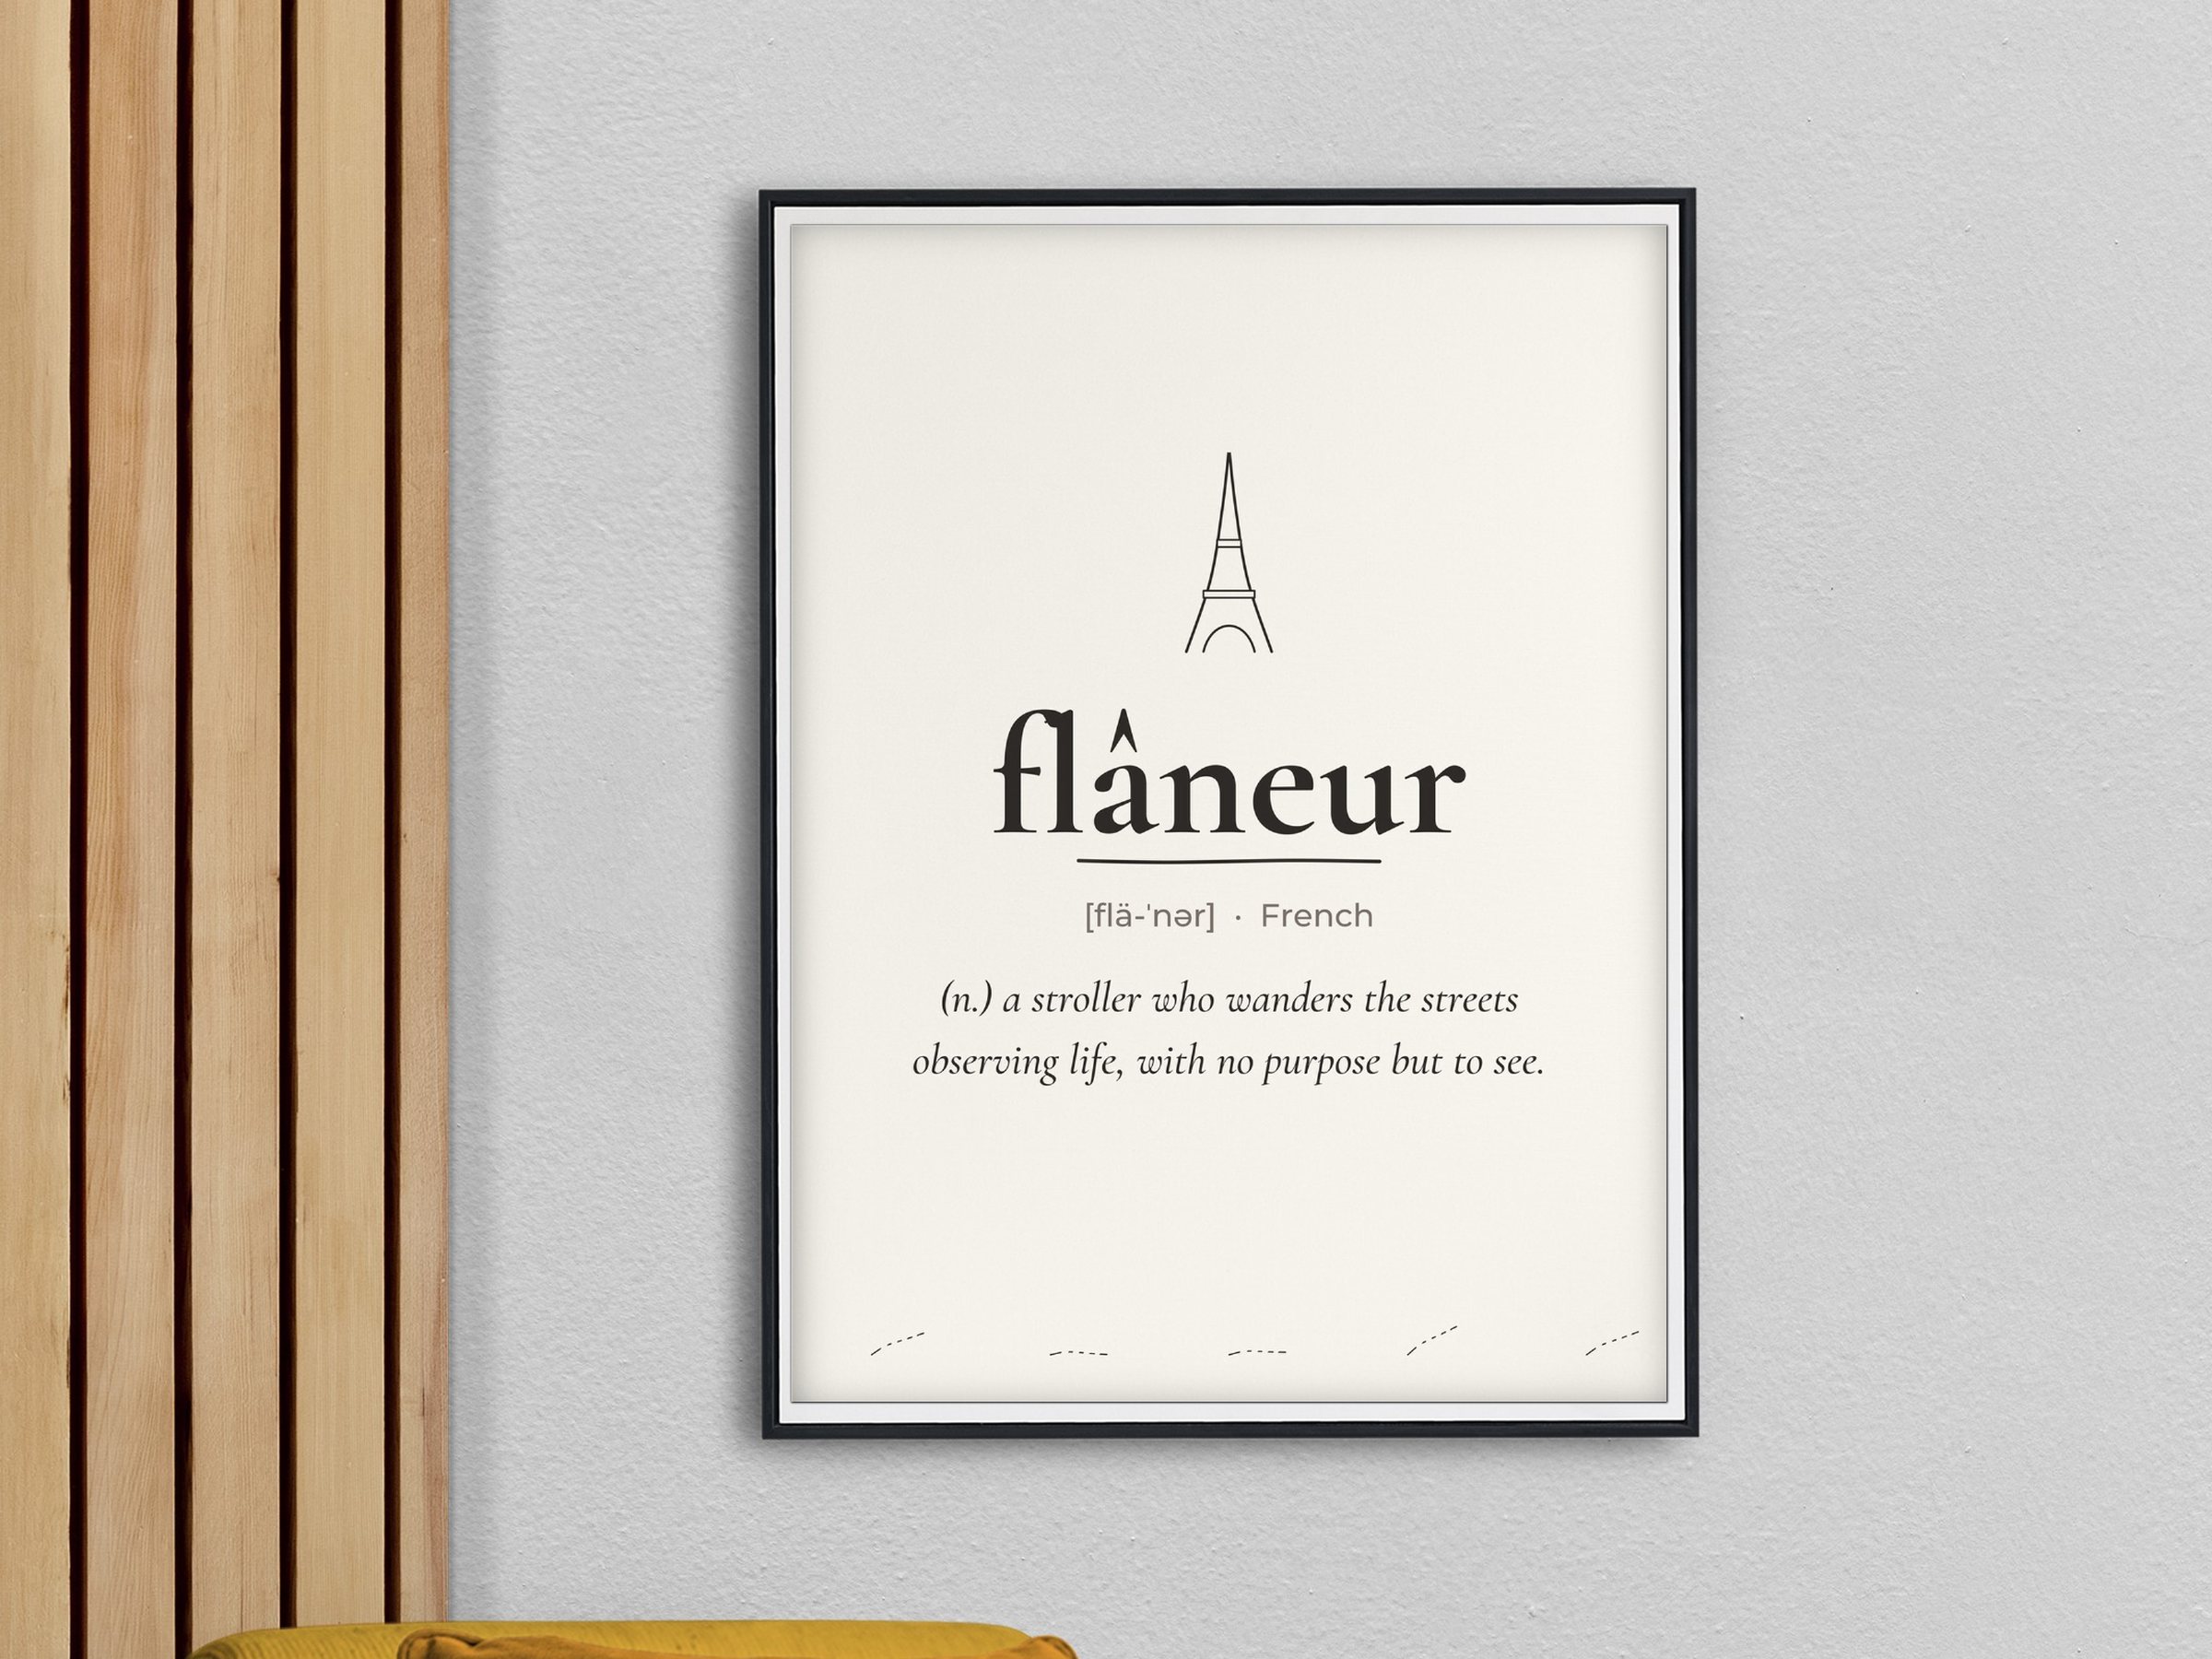 flâneur
[flä-ˈnər] · French
(n.) a stroller who wanders the streets
observing life, with no purpose but to see.